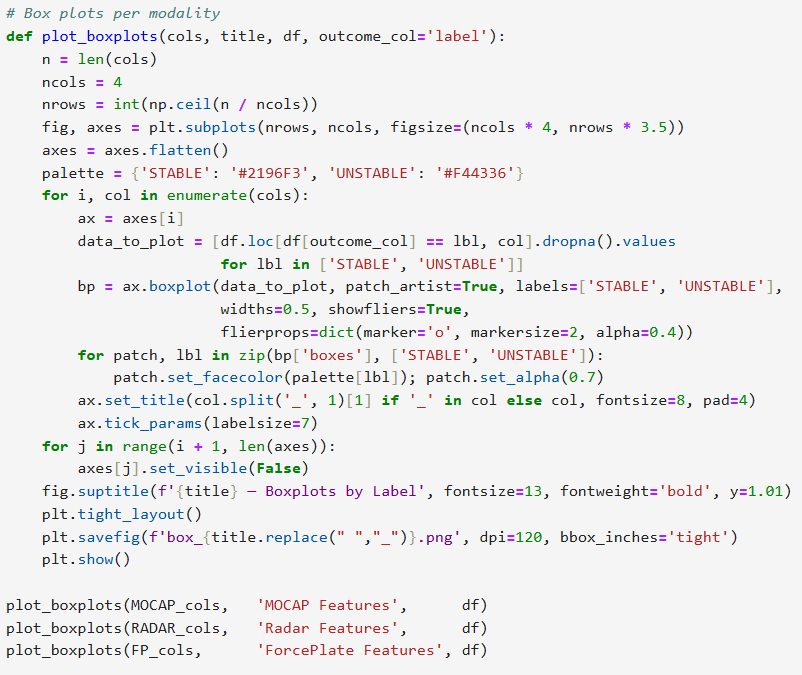 # Box plots per modality
def plot_boxplots(cols, title, df, outcome_col='label'):
    n = len(cols)
    ncols = 4
    nrows = int(np.ceil(n / ncols))
    fig, axes = plt.subplots(nrows, ncols, figsize=(ncols * 4, nrows * 3.5))
    axes = axes.flatten()
    palette = {'STABLE': '#2196F3', 'UNSTABLE': '#F44336'}
    for i, col in enumerate(cols):
        ax = axes[i]
        data_to_plot = [df.loc[df[outcome_col] == lbl, col].dropna().values
                        for lbl in ['STABLE', 'UNSTABLE']]
        bp = ax.boxplot(data_to_plot, patch_artist=True, labels=['STABLE', 'UNSTABLE'],
                        widths=0.5, showfliers=True,
                        flierprops=dict(marker='o', markersize=2, alpha=0.4))
        for patch, lbl in zip(bp['boxes'], ['STABLE', 'UNSTABLE']):
            patch.set_facecolor(palette[lbl]); patch.set_alpha(0.7)
        ax.set_title(col.split('_', 1)[1] if '_' in col else col, fontsize=8, pad=4)
        ax.tick_params(labelsize=7)
    for j in range(i + 1, len(axes)):
        axes[j].set_visible(False)
    fig.suptitle(f'{title} — Boxplots by Label', fontsize=13, fontweight='bold', y=1.01)
    plt.tight_layout()
    plt.savefig(f'box_{title.replace(" ","_")}.png', dpi=120, bbox_inches='tight')
    plt.show()

plot_boxplots(MOCAP_cols,   'MOCAP Features',      df)
plot_boxplots(RADAR_cols,   'Radar Features',      df)
plot_boxplots(FP_cols,      'ForcePlate Features', df)